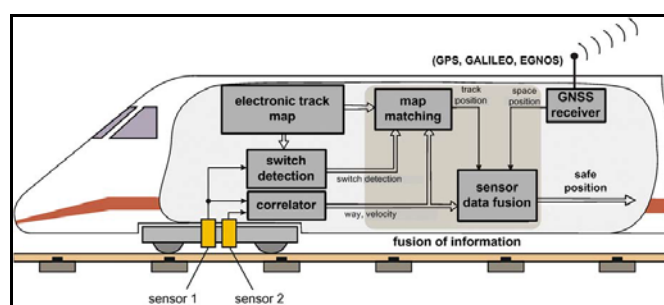 (GPS, GALILEO, EGNOS)
electronic track
map
map
matching
track
position
space
position
GNSS
receiver
switch
detection
switch detection
correlator
way, velocity
sensor
data fusion
safe
position
fusion of information
sensor 1
sensor 2